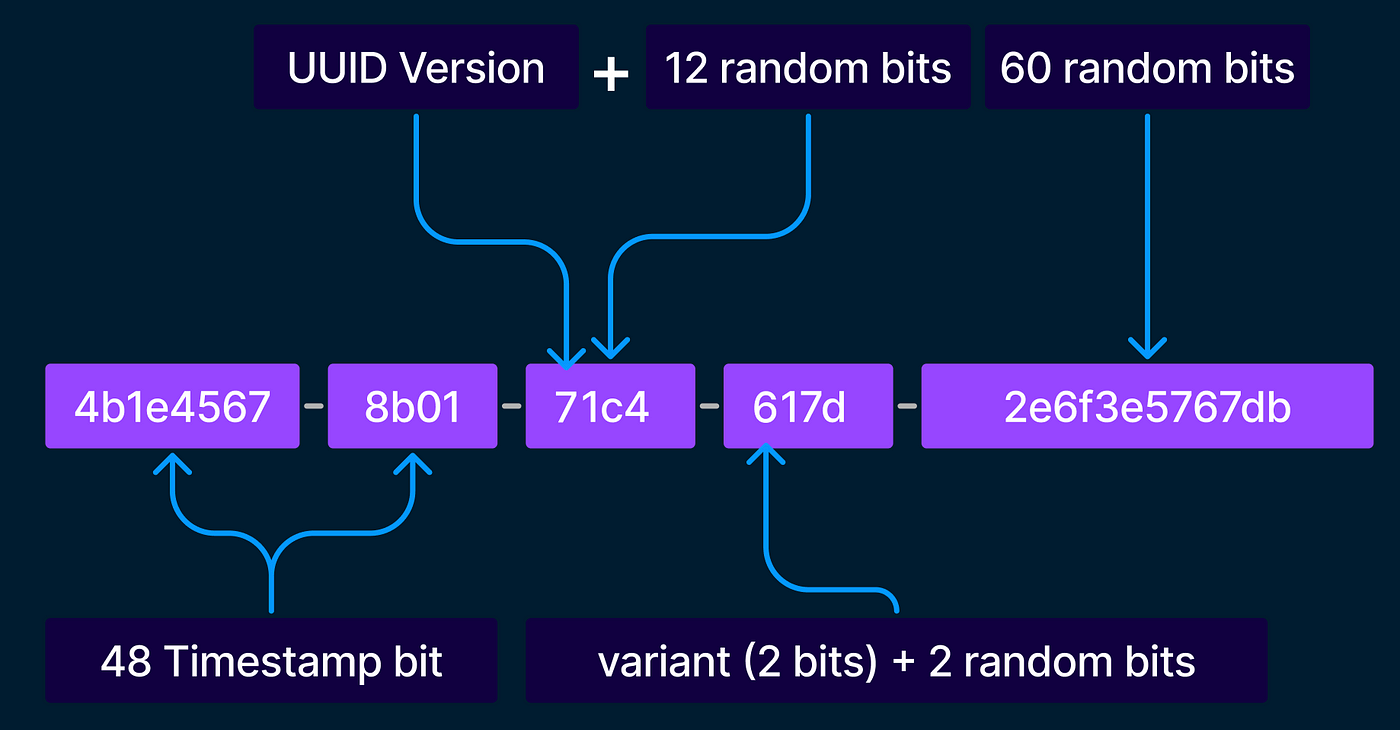 UUID Version + 12 random bits 60 random bits
4b1e4567 - 8b01 - 71c4 - 617d - 2e6f3e5767db
48 Timestamp bit variant (2 bits) + 2 random bits